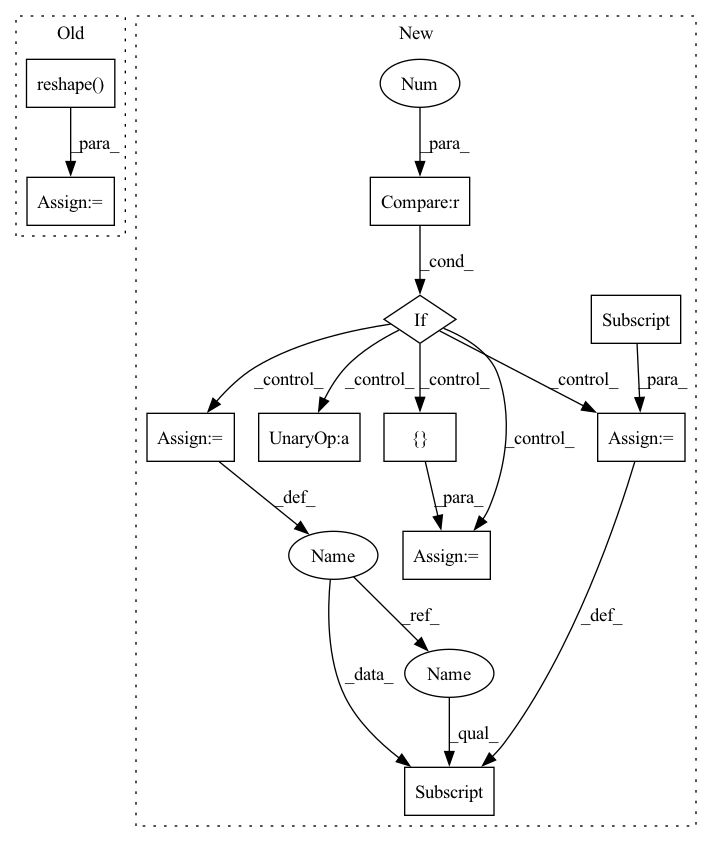 Old
New
reshape()
Num
_para_
_para_
Assign:=
Compare:r
_cond_
If
Subscript
_control_
_control_
_control_
_control_
_para_
_control_
Assign:=
UnaryOp:a
{}
Assign:=
_def_
_para_
Name
Assign:=
_ref_
_def_
_data_
Name
_qual_
Subscript